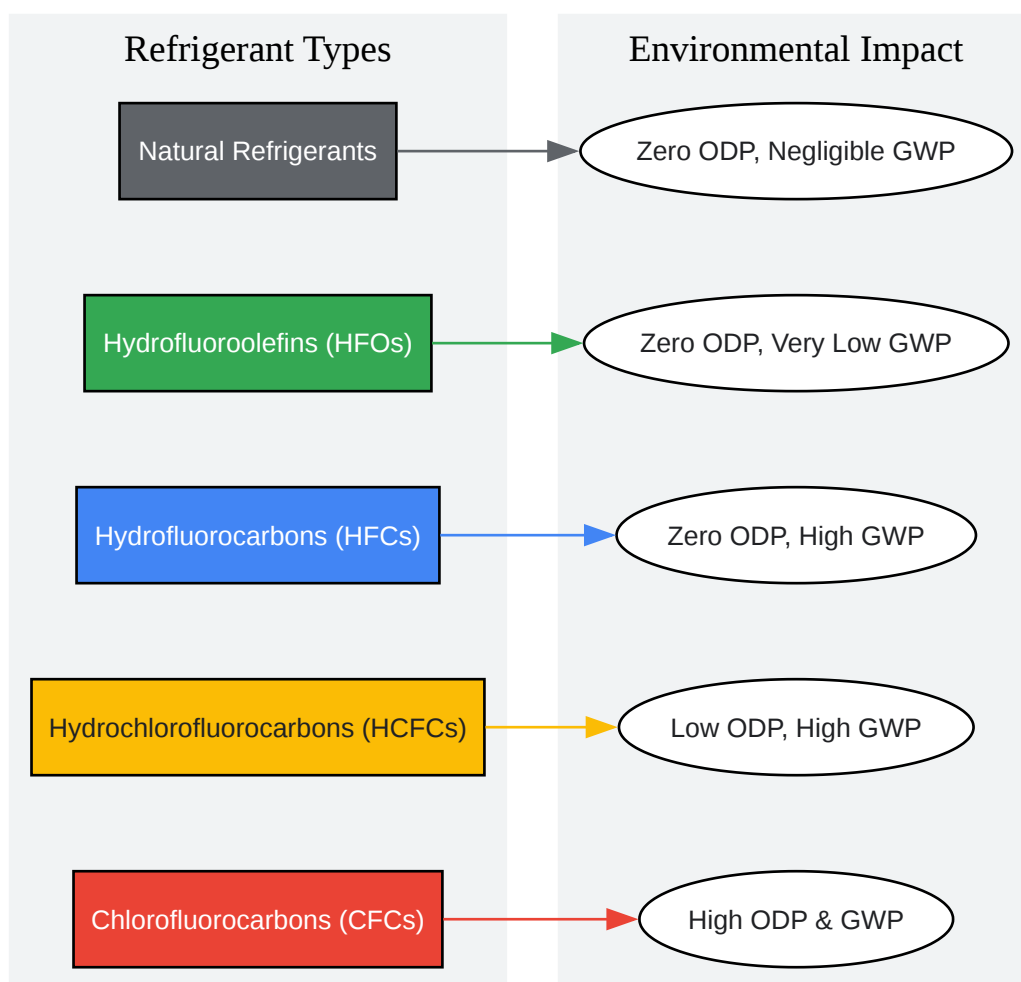 Refrigerant Types
Environmental Impact
Natural Refrigerants
Zero ODP, Negligible GWP
Hydrofluoroolefins (HFOs)
Zero ODP, Very Low GWP
Hydrofluorocarbons (HFCs)
Zero ODP, High GWP
Hydrochlorofluorocarbons (HCFCs)
Low ODP, High GWP
Chlorofluorocarbons (CFCs)
High ODP & GWP